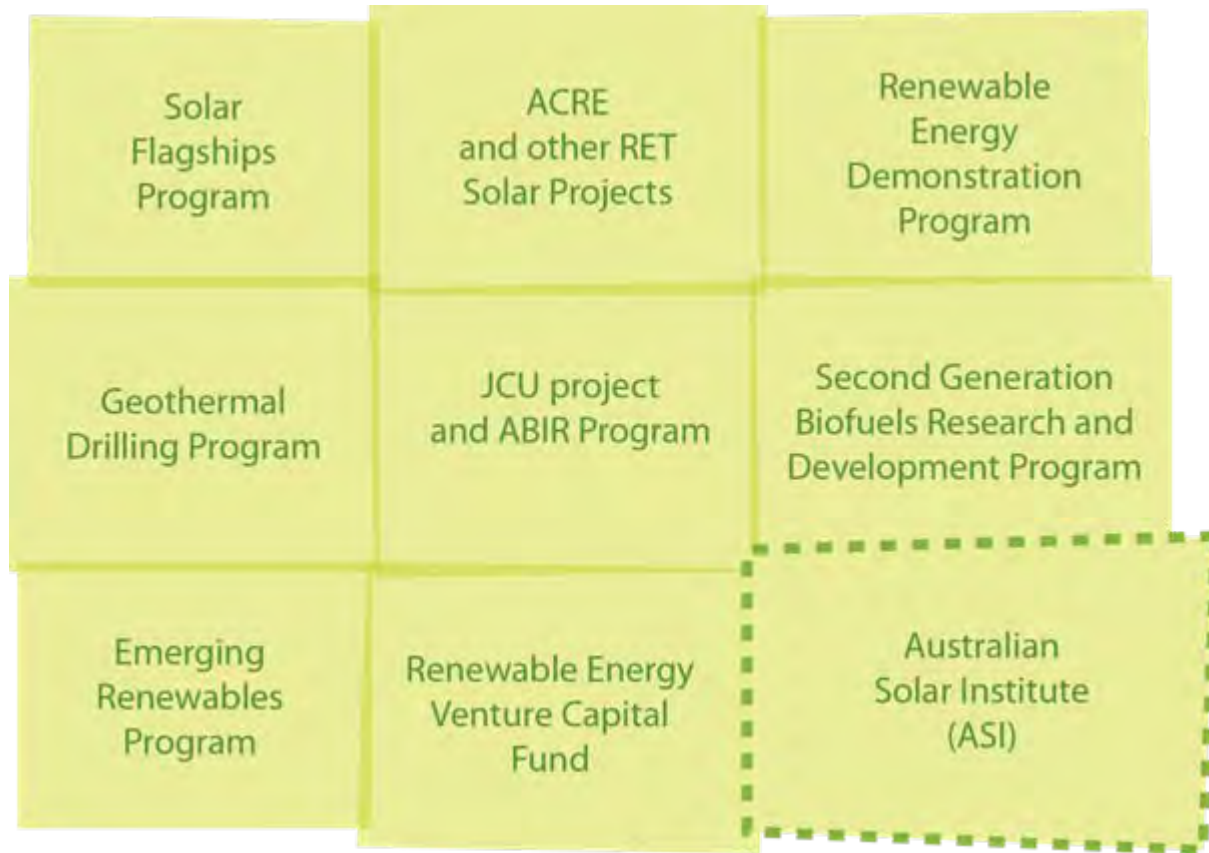 Solar
Flagships
Program
ACRE
and other RET
Solar Projects
Renewable
Energy
Demonstration
Program
Geothermal
Drilling Program
JCU project
and ABIR Program
Second Generation
Biofuels Research and
Development Program
Emerging
Renewables
Program
Renewable Energy
Venture Capital
Fund
Australian
Solar Institute
(ASI)